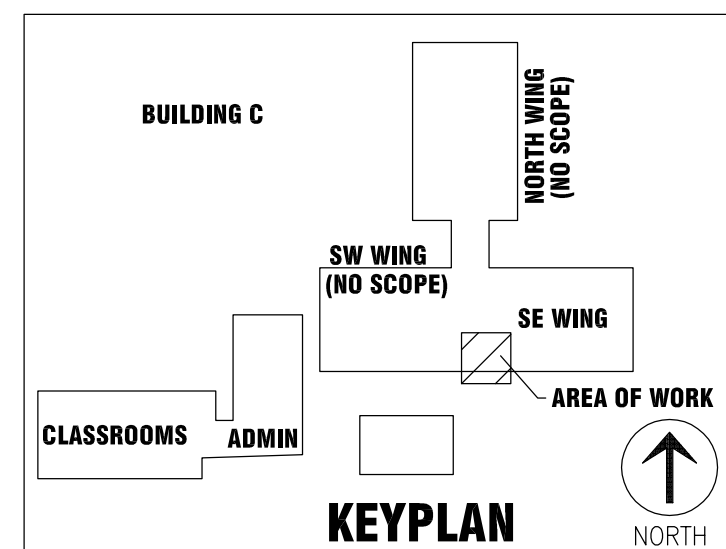 BUILDING C
NORTH WING
(NO SCOPE)
SW WING
(NO SCOPE)
SE WING
AREA OF WORK
CLASSROOMS
ADMIN
KEYPLAN
NORTH